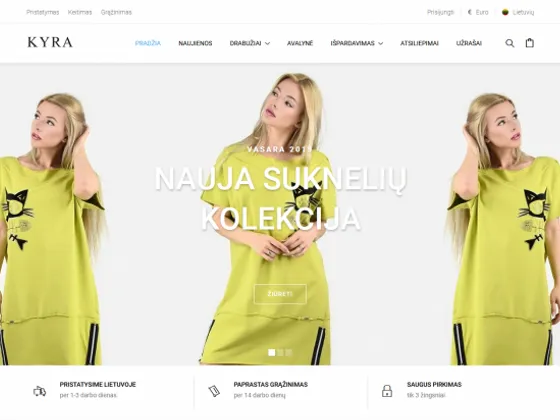 Pristatymas Keitimas Grąžinimas
Prisijungti € Euro Lietuvių
KYRA
PRADŽIA NAUJIENOS DRABUŽIAI AVALYNĖ IŠPARDAVIMAS ATSILIEPIMAI UŽRAŠAI
VASARA 2019
NAUJA SUKNELIŲ
KOLEKCIJA
ŽIŪRĖTI
PRISTATYSIME LIETUVOJE
per 1-3 darbo dienas.
PAPRASTAS GRĄŽINIMAS
per 14 darbo dienų
SAUGUS PIRKIMAS
tik 3 žingeniai